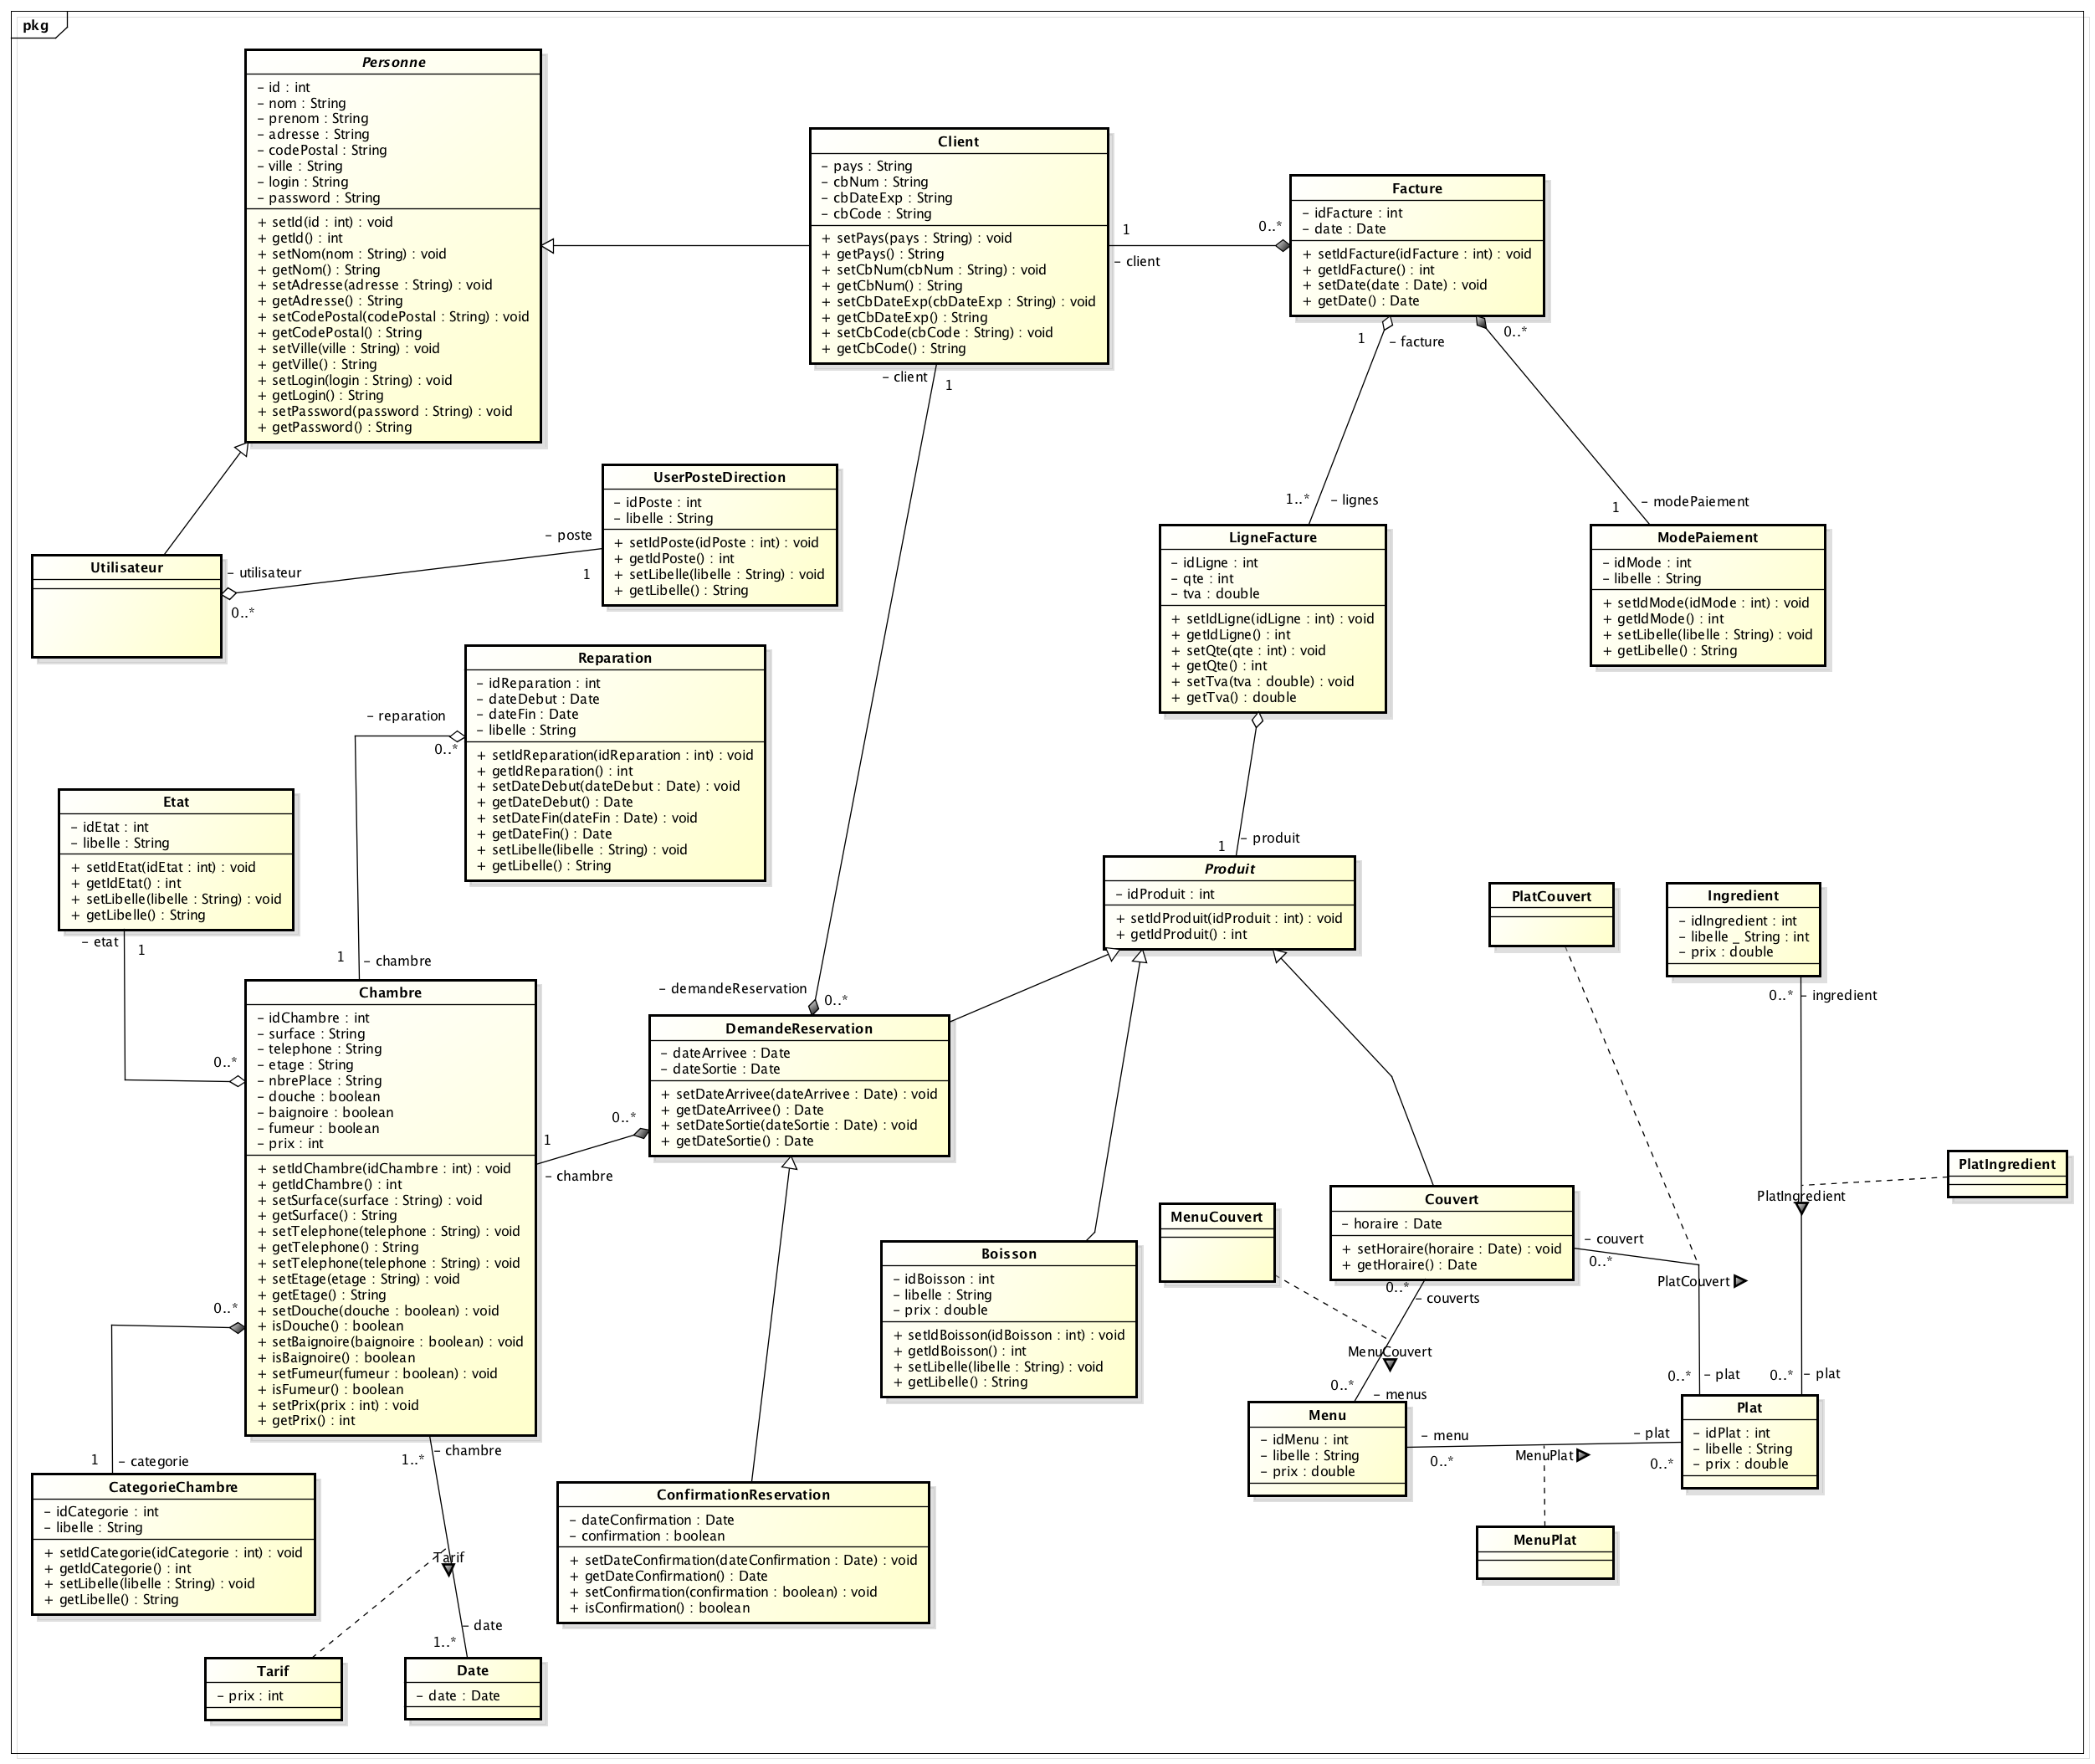 pkg
Personne
– id : int
– nom : String
– prenom : String
– adresse : String
– codePostal : String
– ville : String
– login : String
– password : String
+ setId(id : int) : void
+ getId() : int
+ setNom(nom : String) : void
+ getNom() : String
+ setAdresse(adresse : String) : void
+ getAdresse() : String
+ setCodePostal(codePostal : String) : void
+ getCodePostal() : String
+ setVille(ville : String) : void
+ getVille() : String
+ setLogin(login : String) : void
+ getLogin() : String
+ setPassword(password : String) : void
+ getPassword() : String
Client
– pays : String
– cbNum : String
– cbDateExp : String
– cbCode : String
+ setPays(pays : String) : void
+ getPays() : String
+ setCbNum(cbNum : String) : void
+ getCbNum() : String
+ setCbDateExp(cbDateExp : String) : void
+ getCbDateExp() : String
+ setCbCode(cbCode : String) : void
+ getCbCode() : String
1
– client
0..*
Facture
– idFacture : int
– date : Date
+ setIdFacture(idFacture : int) : void
+ getIdFacture() : int
+ setDate(date : Date) : void
+ getDate() : Date
1
– facture
0..*
– client
1
1..*
– lignes
1
– modePaiement
UserPosteDirection
– idPoste : int
– libelle : String
+ setIdPoste(idPoste : int) : void
+ getIdPoste() : int
+ setLibelle(libelle : String) : void
+ getLibelle() : String
– poste
1
Utilisateur
– utilisateur
0..*
LigneFacture
– idLigne : int
– qte : int
– tva : double
+ setIdLigne(idLigne : int) : void
+ getIdLigne() : int
+ setQte(qte : int) : void
+ getQte() : int
+ setTva(tva : double) : void
+ getTva() : double
ModePaiement
– idMode : int
– libelle : String
+ setIdMode(idMode : int) : void
+ getIdMode() : int
+ setLibelle(libelle : String) : void
+ getLibelle() : String
Reparation
– idReparation : int
– dateDebut : Date
– dateFin : Date
– libelle : String
+ setIdReparation(idReparation : int) : void
+ getIdReparation() : int
+ setDateDebut(dateDebut : Date) : void
+ getDateDebut() : Date
+ setDateFin(dateFin : Date) : void
+ getDateFin() : Date
+ setLibelle(libelle : String) : void
+ getLibelle() : String
– reparation
0..*
Etat
– idEtat : int
– libelle : String
+ setIdEtat(idEtat : int) : void
+ getIdEtat() : int
+ setLibelle(libelle : String) : void
+ getLibelle() : String
– etat
1
1
– chambre
1
– produit
Produit
– idProduit : int
+ setIdProduit(idProduit : int) : void
+ getIdProduit() : int
PlatCouvert
Ingredient
– idIngredient : int
– libelle _ String : int
– prix : double
0..*
– ingredient
Chambre
– idChambre : int
– surface : String
– telephone : String
– etage : String
– nbrePlace : String
– douche : boolean
– baignoire : boolean
– fumeur : boolean
– prix : int
+ setIdChambre(idChambre : int) : void
+ getIdChambre() : int
+ setSurface(surface : String) : void
+ getSurface() : String
+ setTelephone(telephone : String) : void
+ getTelephone() : String
+ setTelephone(telephone : String) : void
+ setEtage(etage : String) : void
+ getEtage() : String
+ setDouche(douche : boolean) : void
+ isDouche() : boolean
+ setBaignoire(baignoire : boolean) : void
+ isBaignoire() : boolean
+ setFumeur(fumeur : boolean) : void
+ isFumeur() : boolean
+ setPrix(prix : int) : void
+ getPrix() : int
0..*
0..*
– demandeReservation
0..*
DemandeReservation
– dateArrivee : Date
– dateSortie : Date
+ setDateArrivee(dateArrivee : Date) : void
+ getDateArrivee() : Date
+ setDateSortie(dateSortie : Date) : void
+ getDateSortie() : Date
0..*
1
– chambre
PlatIngredient
PlatIngredient
MenuCouvert
Couvert
– horaire : Date
+ setHoraire(horaire : Date) : void
+ getHoraire() : Date
– couvert
0..*
PlatCouvert
0..*
– couverts
Boisson
– idBoisson : int
– libelle : String
– prix : double
+ setIdBoisson(idBoisson : int) : void
+ getIdBoisson() : int
+ setLibelle(libelle : String) : void
+ getLibelle() : String
MenuCouvert
0..*
– menus
0..*
– plat
0..*
– plat
Menu
– idMenu : int
– libelle : String
– prix : double
– menu
0..*
MenuPlat
– plat
0..*
Plat
– idPlat : int
– libelle : String
– prix : double
MenuPlat
1
– categorie
CategorieChambre
– idCategorie : int
– libelle : String
+ setIdCategorie(idCategorie : int) : void
+ getIdCategorie() : int
+ setLibelle(libelle : String) : void
+ getLibelle() : String
– chambre
1..*
Tarif
– date
1..*
ConfirmationReservation
– dateConfirmation : Date
– confirmation : boolean
+ setDateConfirmation(dateConfirmation : Date) : void
+ getDateConfirmation() : Date
+ setConfirmation(confirmation : boolean) : void
+ isConfirmation() : boolean
Tarif
– prix : int
Date
– date : Date